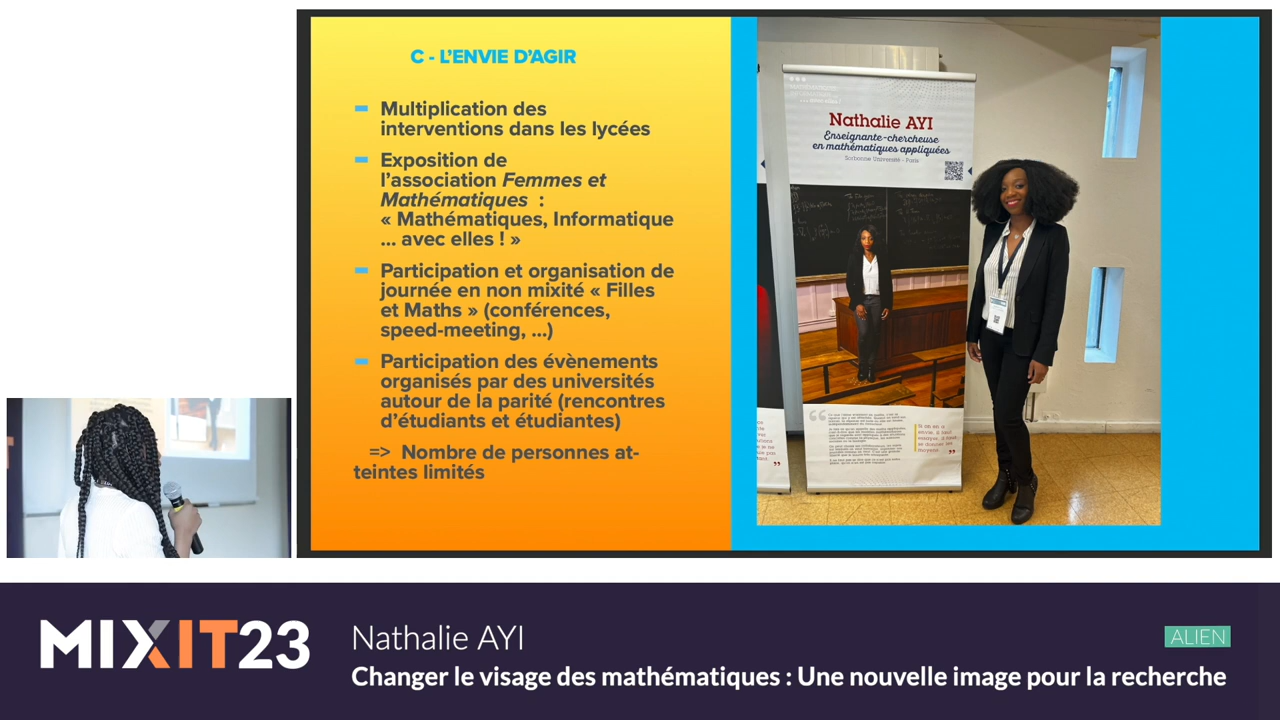 C - L'ENVIE D'AGIR
Multiplication des
interventions dans les lycées
Exposition de
l'association Femmes et
Mathématiques :
« Mathématiques, Informatique
... avec elles ! »
Participation et organisation de
journée en non mixité « Filles
et Maths » (conférences,
speed-meeting, ...)
Participation des évènements
organisés par des universités
autour de la parité (rencontres
d'étudiants et étudiantes)
=> Nombre de personnes at-
teintes limités
Nathalie AYI
Enseignante-chercheuse
en mathématiques appliquées
Sorbonne Université - Paris
MIXIT23
Nathalie AYI
ALIEN
Changer le visage des mathématiques : Une nouvelle image pour la recherche